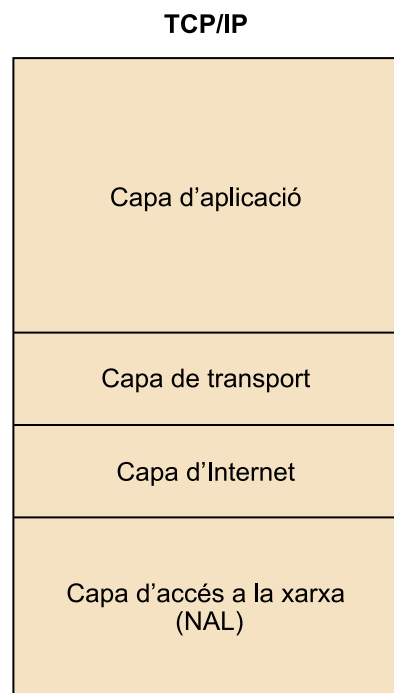 TCP/IP
Capa d’aplicació
Capa de transport
Capa d’Internet
Capa d’accés a la xarxa
(NAL)